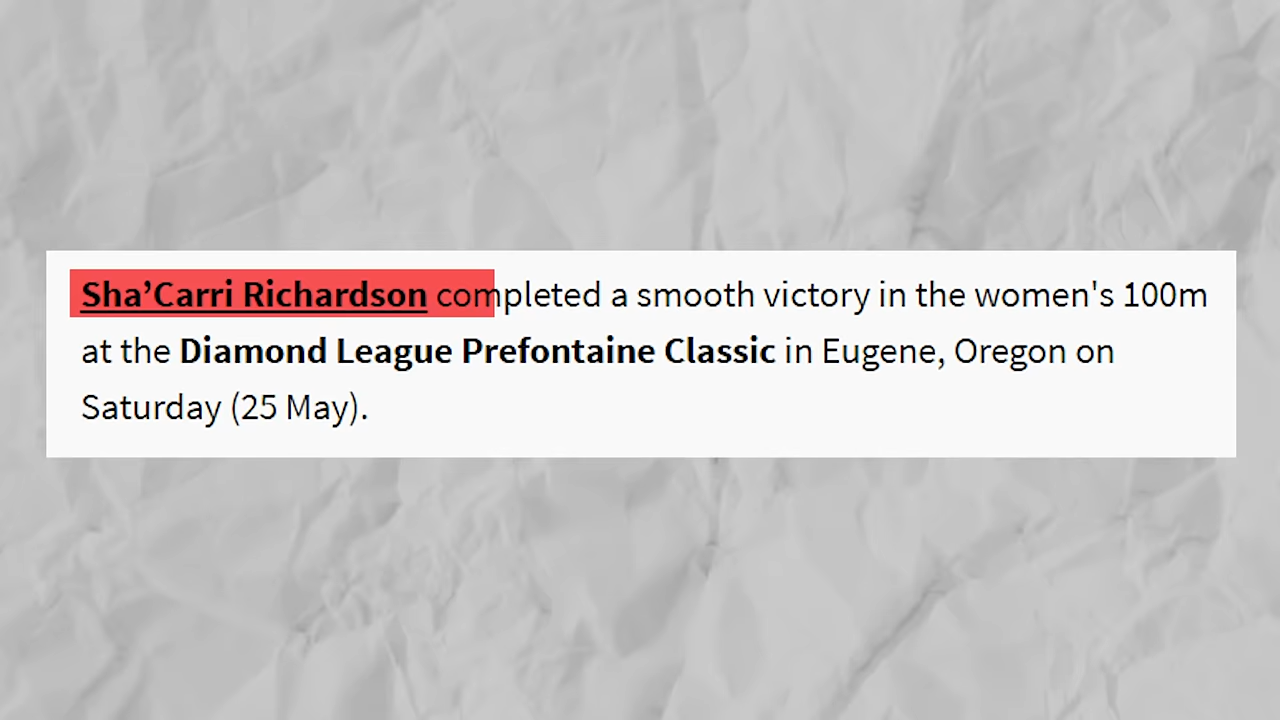 Sha’Carri Richardson completed a smooth victory in the women's 100m
at the Diamond League Prefontaine Classic in Eugene, Oregon on
Saturday (25 May).